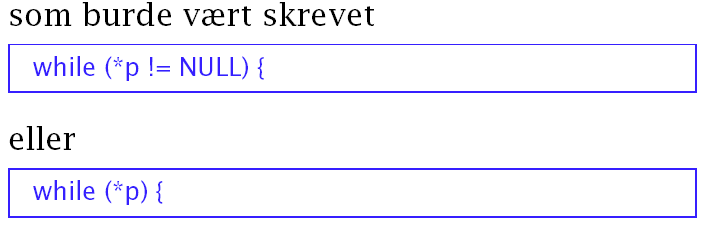 som burde vært skrevet
while (*p != NULL) {
eller
while (*p) {